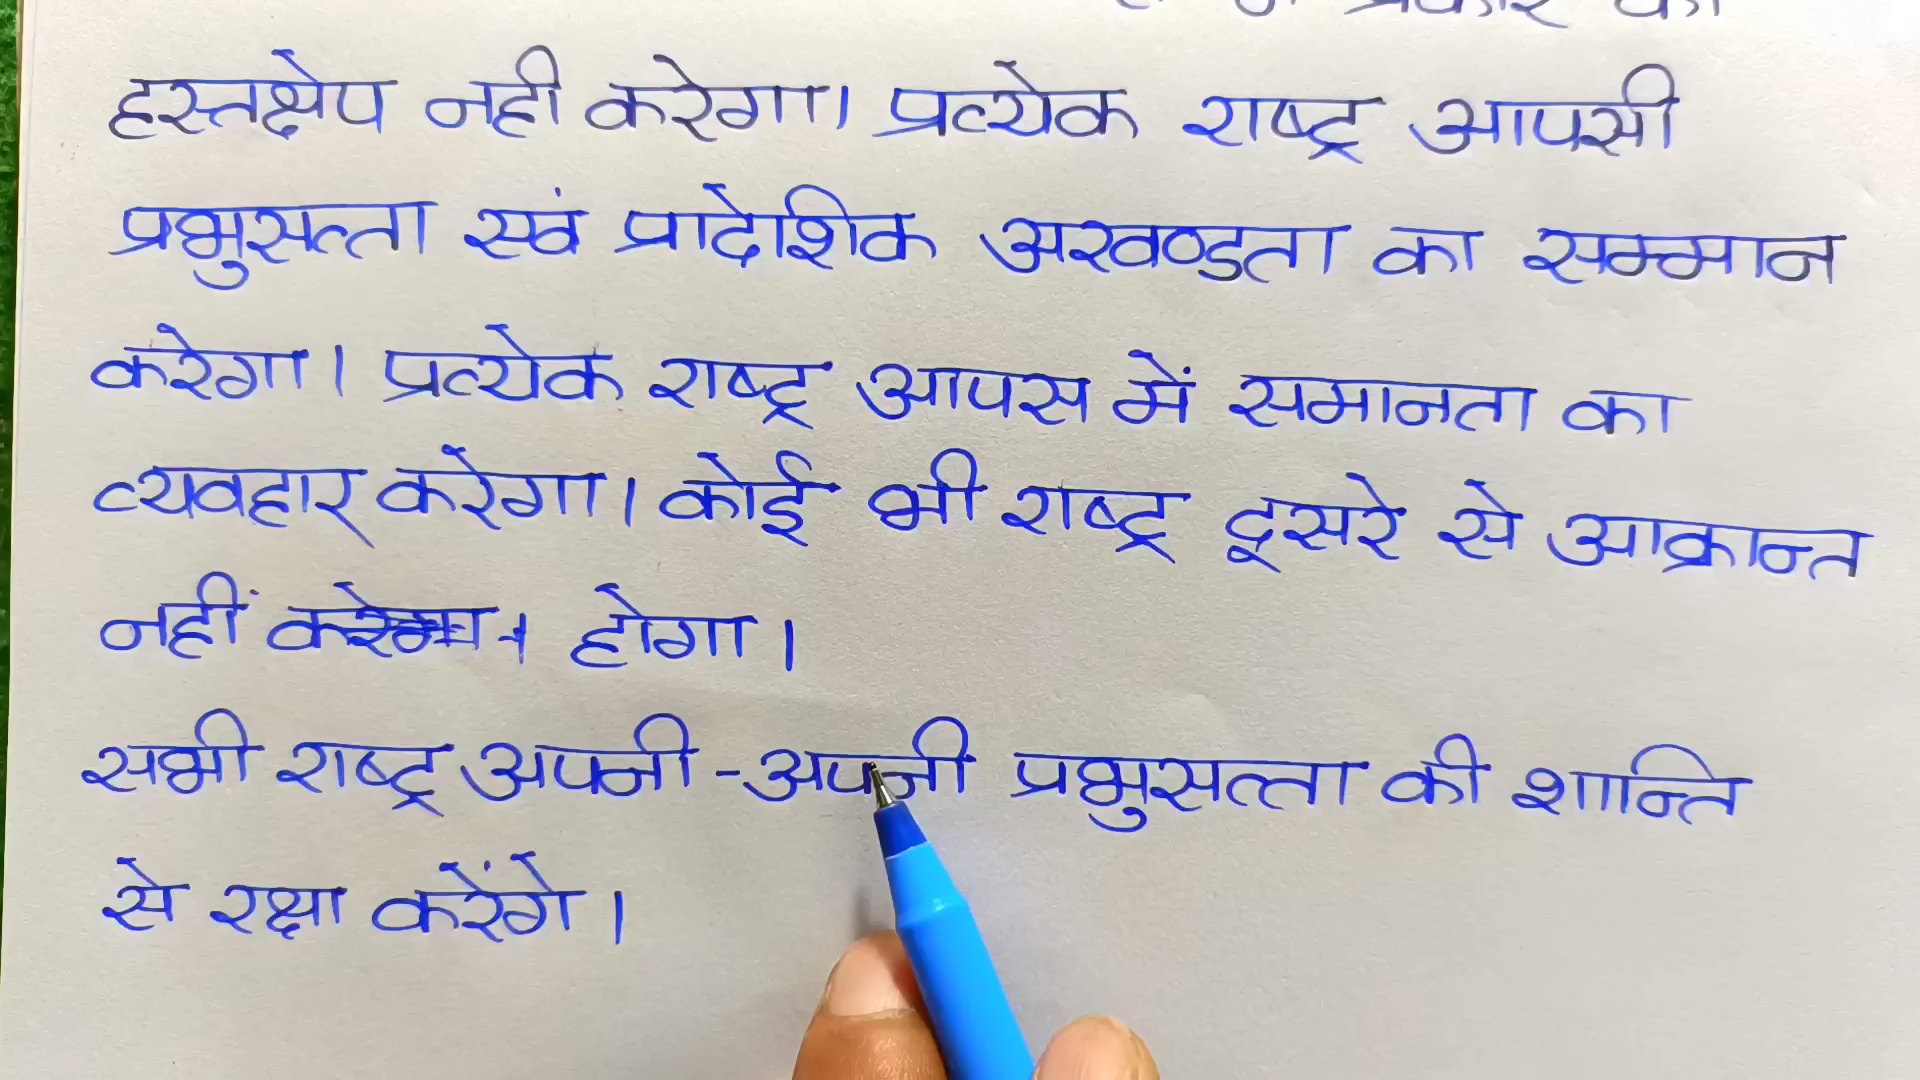 हस्तक्षेप नही करेगा। प्रत्येक राष्ट्र आपसी
प्रभुसत्ता एवं प्रादेशिक अखण्डता का सम्मान
करेगा। प्रत्येक राष्ट्र आपस में समानता का
व्यवहार करेगा। कोई भी राष्ट्र दूसरे से आक्रान्त
नहीं होगा।
सभी राष्ट्र अपनी-अपनी प्रभुसत्ता की शान्ति
से रक्षा करेंगे।